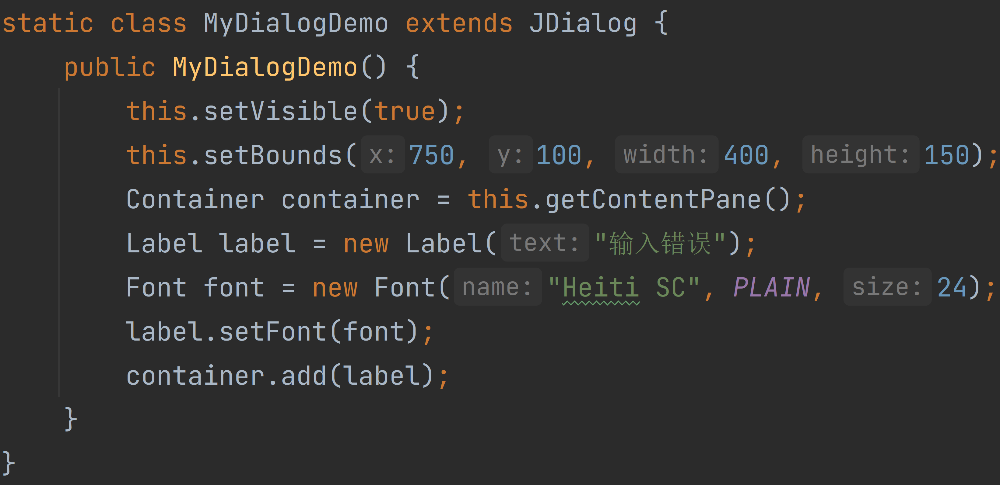 static class MyDialogDemo extends JDialog {
    public MyDialogDemo() {
        this.setVisible(true);
        this.setBounds( x: 750, y: 100, width: 400, height: 150);
        Container container = this.getContentPane();
        Label label = new Label( text: "输入错误");
        Font font = new Font( name: "Heiti SC", PLAIN, size: 24);
        label.setFont(font);
        container.add(label);
    }
}